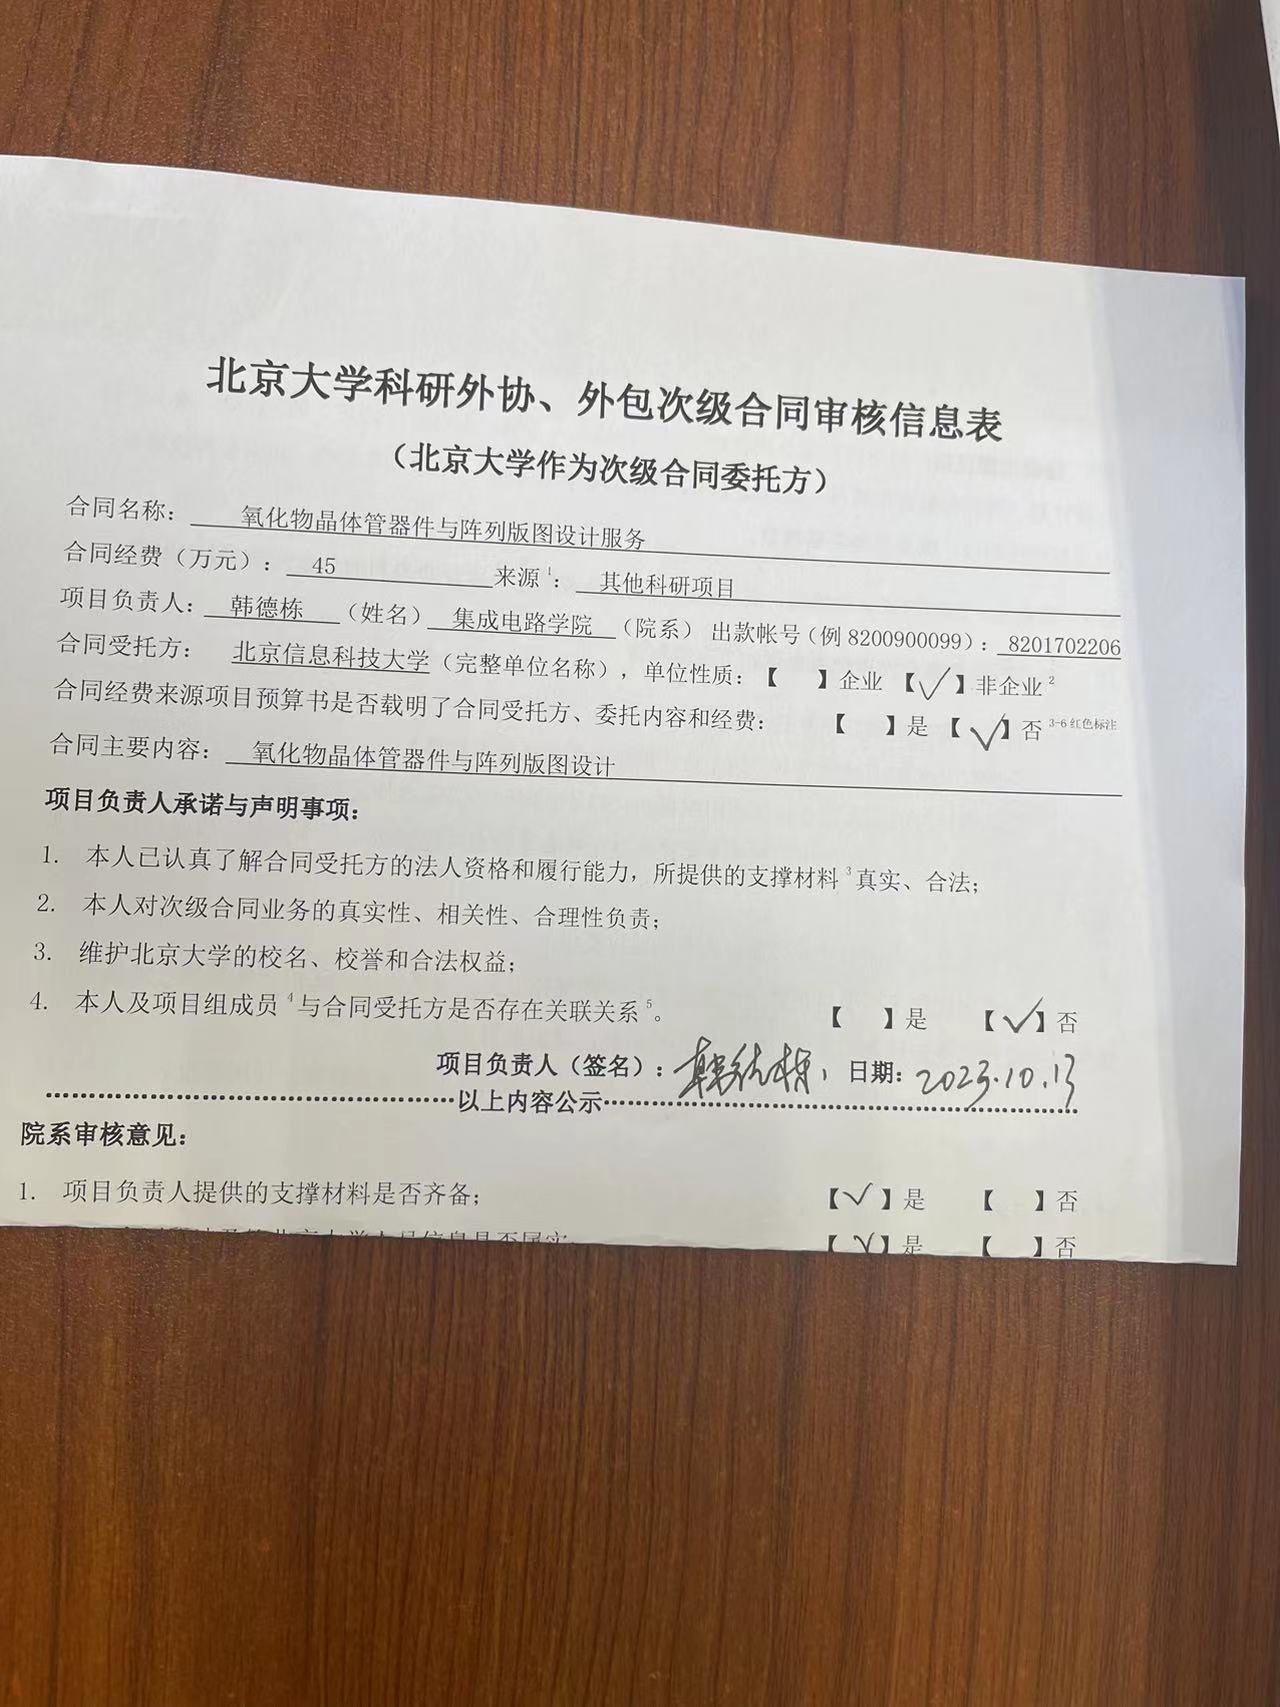 北京大学科研外协、外包次级合同审核信息表
（北京大学作为次级合同委托方）
合同名称： 氧化物晶体管器件与阵列版图设计服务
合同经费（万元）： 45 来源1： 其他科研项目
项目负责人： 韩德栋 （姓名） 集成电路学院 （院系） 出款帐号（例 8200900099）： 8201702206
合同受托方： 北京信息科技大学（完整单位名称），单位性质：【 】企业 【√】非企业2
合同经费来源项目预算书是否载明了合同受托方、委托内容和经费： 【 】是 【√】否 3-6 红色标注
合同主要内容： 氧化物晶体管器件与阵列版图设计
项目负责人承诺与声明事项：
1. 本人已认真了解合同受托方的法人资格和履行能力，所提供的支撑材料3真实、合法；
2. 本人对次级合同业务的真实性、相关性、合理性负责；
3. 维护北京大学的校名、校誉和合法权益；
4. 本人及项目组成员4与合同受托方是否存在关联关系5。 【 】是 【√】否
项目负责人（签名）：韩德栋 日期：2023.10.13
以上内容公示
院系审核意见：
1. 项目负责人提供的支撑材料是否齐备； 【√】是 【 】否
北京大学人员信息是否属实 【√】是 【 】否